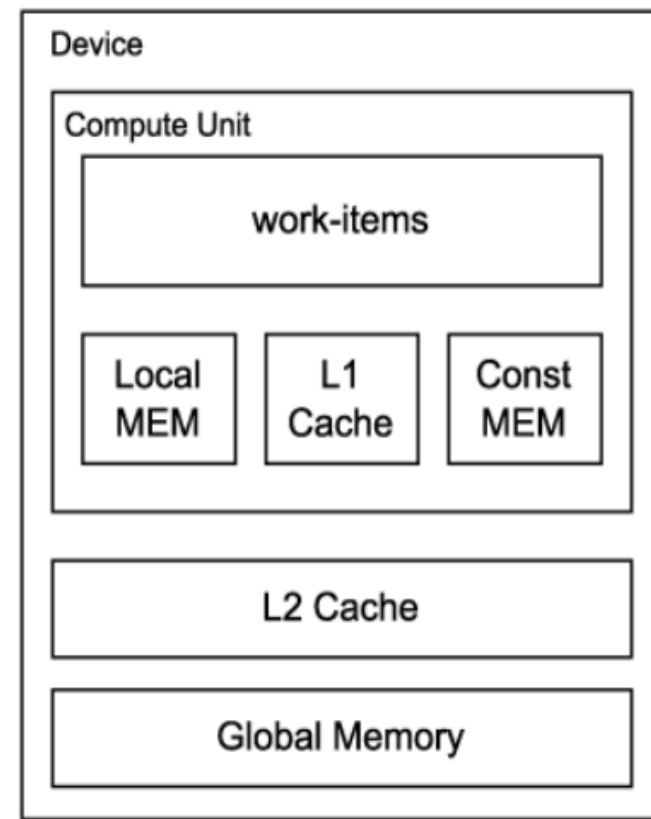 Device
Compute Unit
work-items
Local
MEM
L1
Cache
Const
MEM
L2 Cache
Global Memory